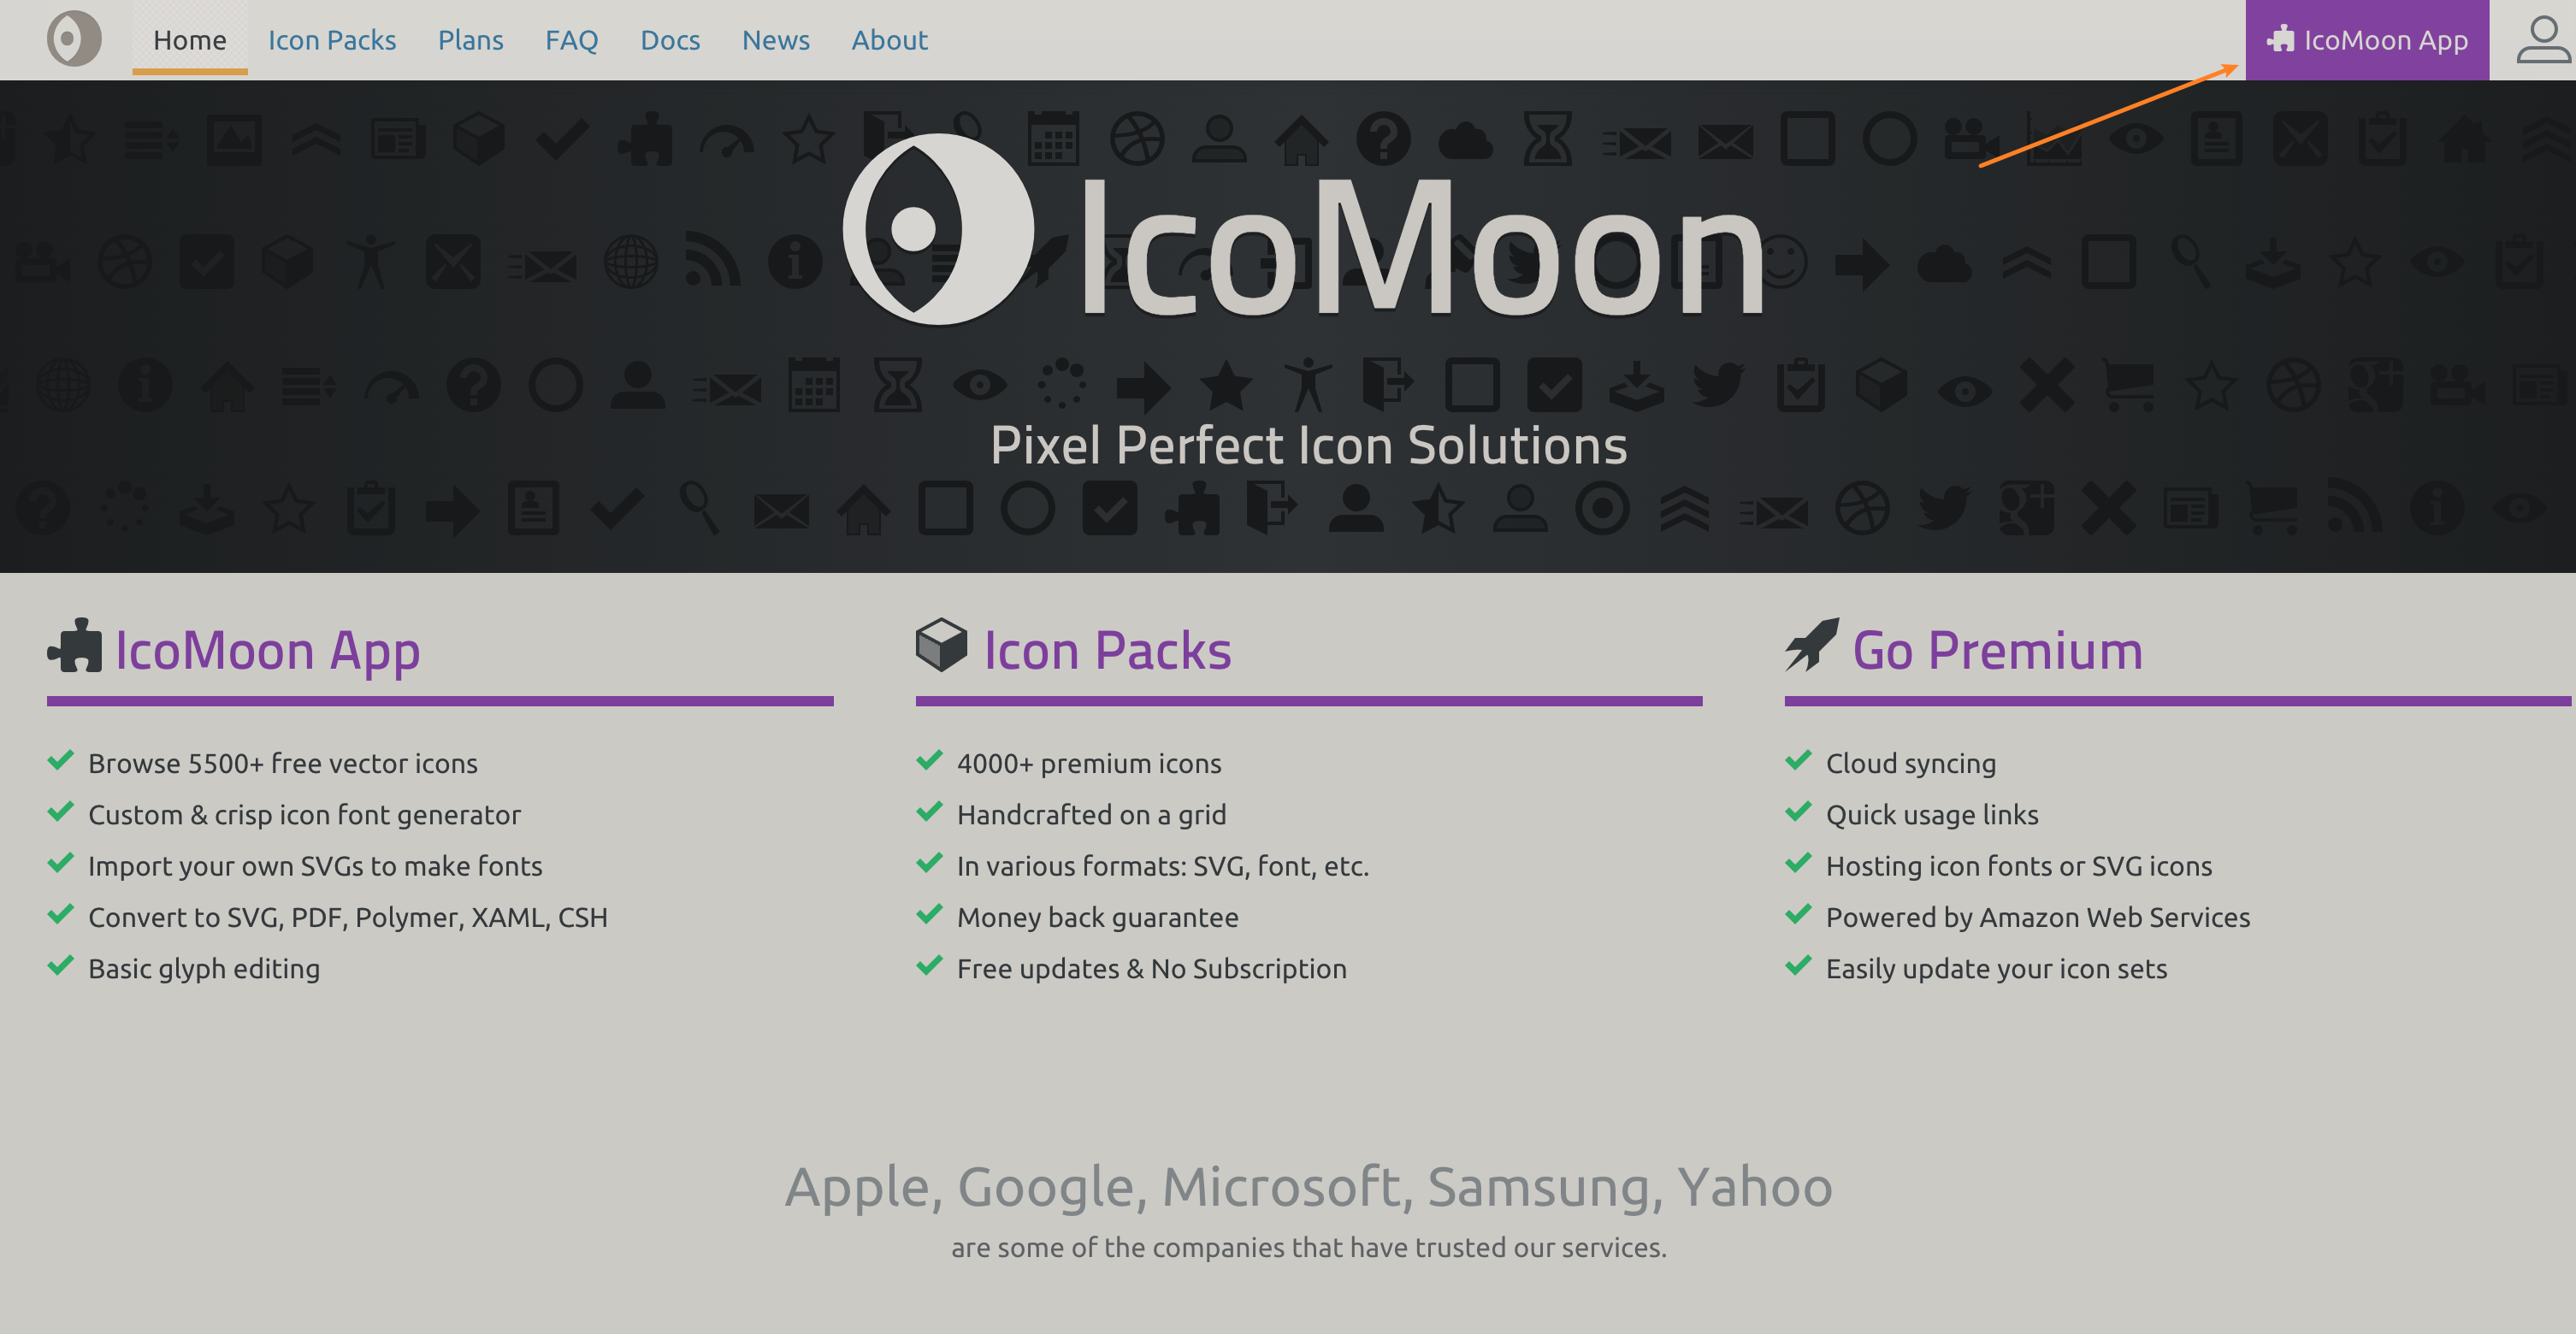 Home Icon Packs Plans FAQ Docs News About IcoMoon App
IcoMoon
Pixel Perfect Icon Solutions
IcoMoon App
Browse 5500+ free vector icons
Custom & crisp icon font generator
Import your own SVGs to make fonts
Convert to SVG, PDF, Polymer, XAML, CSH
Basic glyph editing
Icon Packs
4000+ premium icons
Handcrafted on a grid
In various formats: SVG, font, etc.
Money back guarantee
Free updates & No Subscription
Go Premium
Cloud syncing
Quick usage links
Hosting icon fonts or SVG icons
Powered by Amazon Web Services
Easily update your icon sets
Apple, Google, Microsoft, Samsung, Yahoo
are some of the companies that have trusted our services.